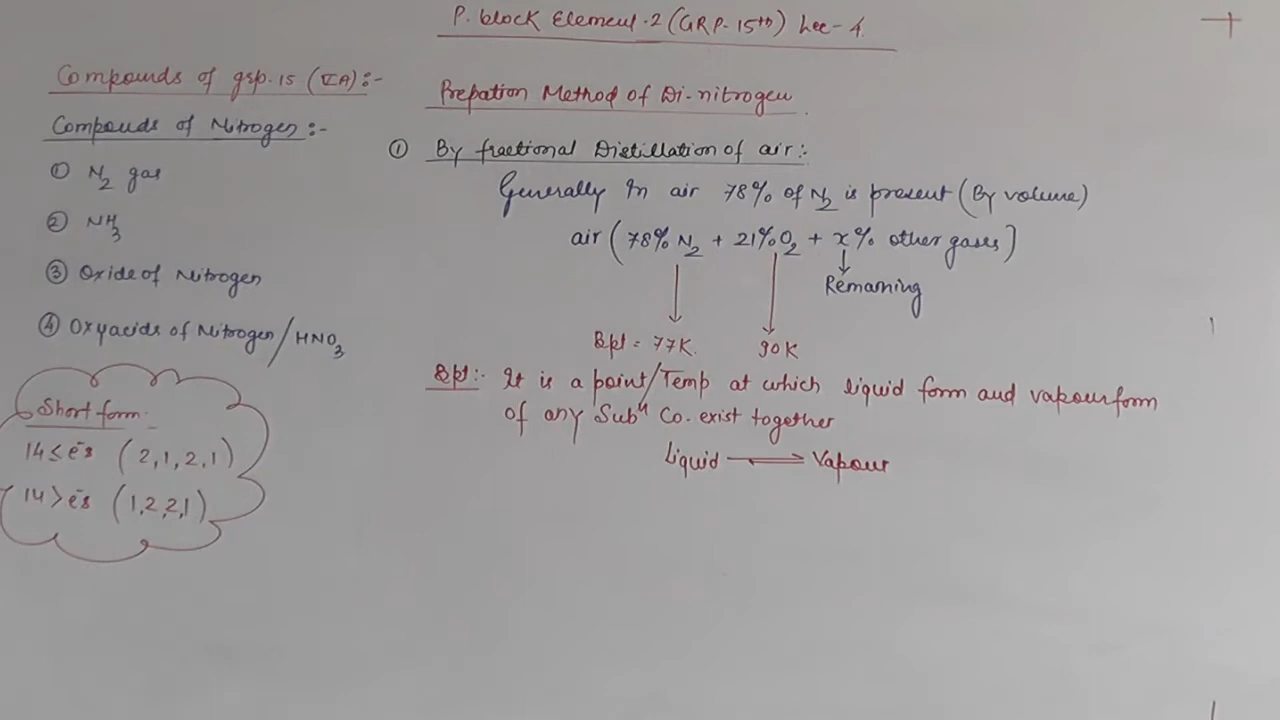 P. block Element.2 (GRP-15th) Lec-4.
Compounds of grp.15 (VA):-
Compouds of Nitrogen:-
① N2 gas
② NH3
③ Oxide of Nitrogen
④ Oxyacids of Nitrogen/HNO3
Short form.
14≤ e̅s (2,1,2,1)
14> e̅s (1,2,2,1)
Prepation Method of Di-nitrogen
① By fractional Distillation of air:-
Generally In air 78% of N2 is present (By volume)
air (78% N2 + 21% O2 + x% other gases)
Remaning
Bpt = 77K. 90K
Bpt:- It is a point/Temp at which liquid form and vapour form
of any Subn Co.exist together
Liquid ⇌ Vapour